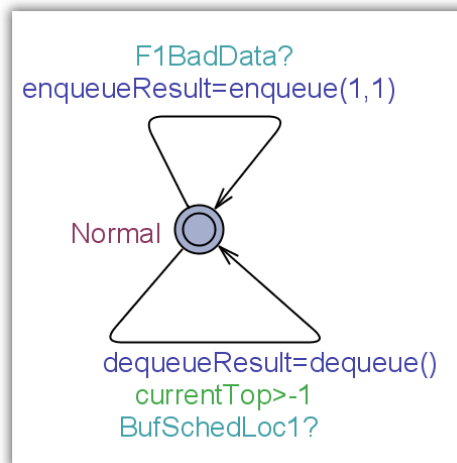 F1BadData?
enqueueResult=enqueue(1,1)
Normal
dequeueResult=dequeue()
currentTop>-1
BufSchedLoc1?